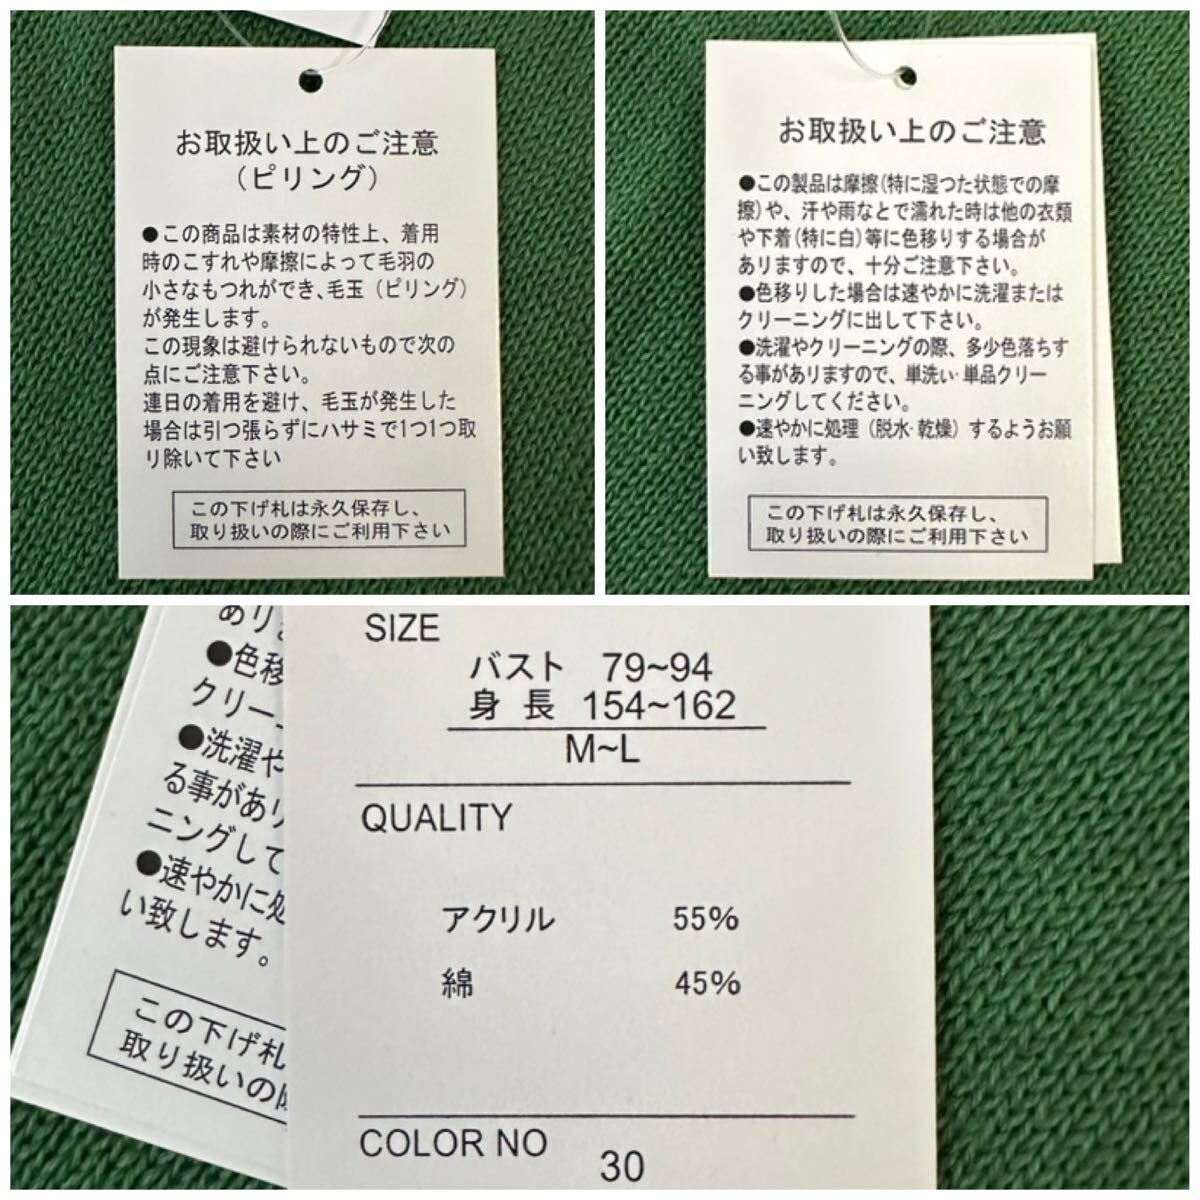 お取扱い上のご注意
（ピリング）
●この商品は素材の特性上、着用
時のこすれや摩擦によって毛羽の
小さなもつれができ、毛玉（ピリング）
が発生します。
この現象は避けられないもので次の
点にご注意下さい。
連日の着用を避け、毛玉が発生した
場合は引つ張らずにハサミで1つ1つ取
り除いて下さい
この下げ札は永久保存し、
取り扱いの際にご利用下さい
お取扱い上のご注意
●この製品は摩擦(特に湿つた状態での摩
擦)や、汗や雨なとで濡れた時は他の衣類
や下着(特に白)等に色移りする場合が
ありますので、十分ご注意下さい。
●色移りした場合は速やかに洗濯または
クリーニングに出して下さい。
●洗濯やクリーニングの際、多少色落ちす
る事がありますので、単洗い･単品クリー
ニングしてください。
●速やかに処理（脱水･乾燥）するようお願
い致します。
この下げ札は永久保存し、
取り扱いの際にご利用下さい
あり
●色移
クリー
●洗濯や
る事があり
ニングして
●速やかに処
い致します。
この下げ札
取り扱いの際
SIZE
バスト 79~94
身長 154~162
M~L
QUALITY
アクリル 55%
綿 45%
COLOR NO 30